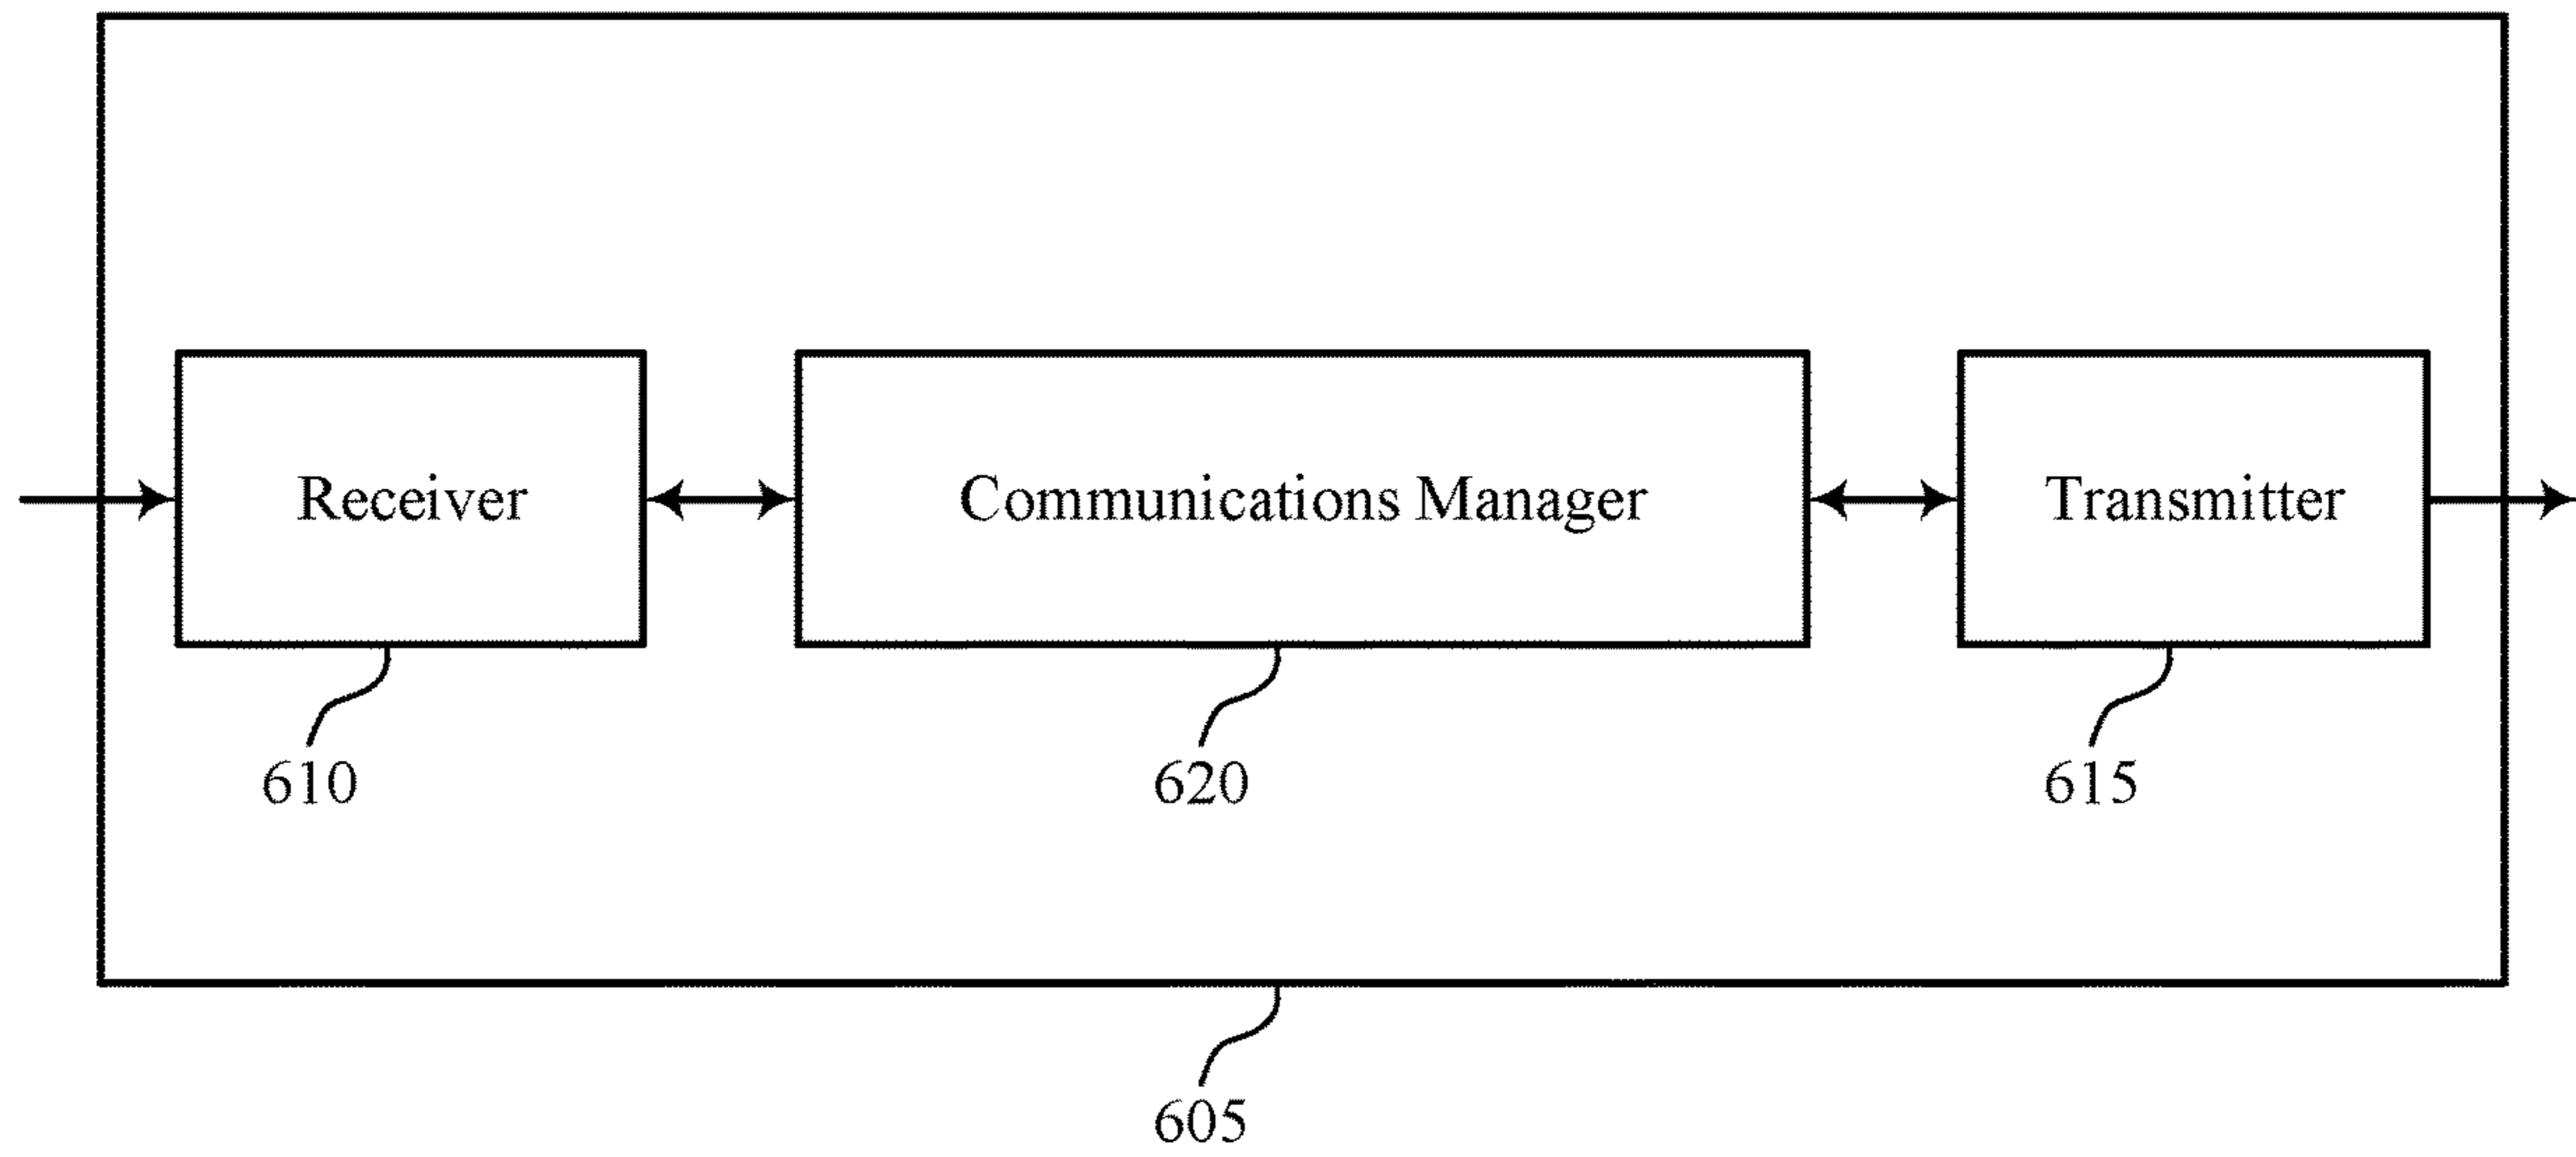 Receiver
Communications Manager
Transmitter
610
620
615
605